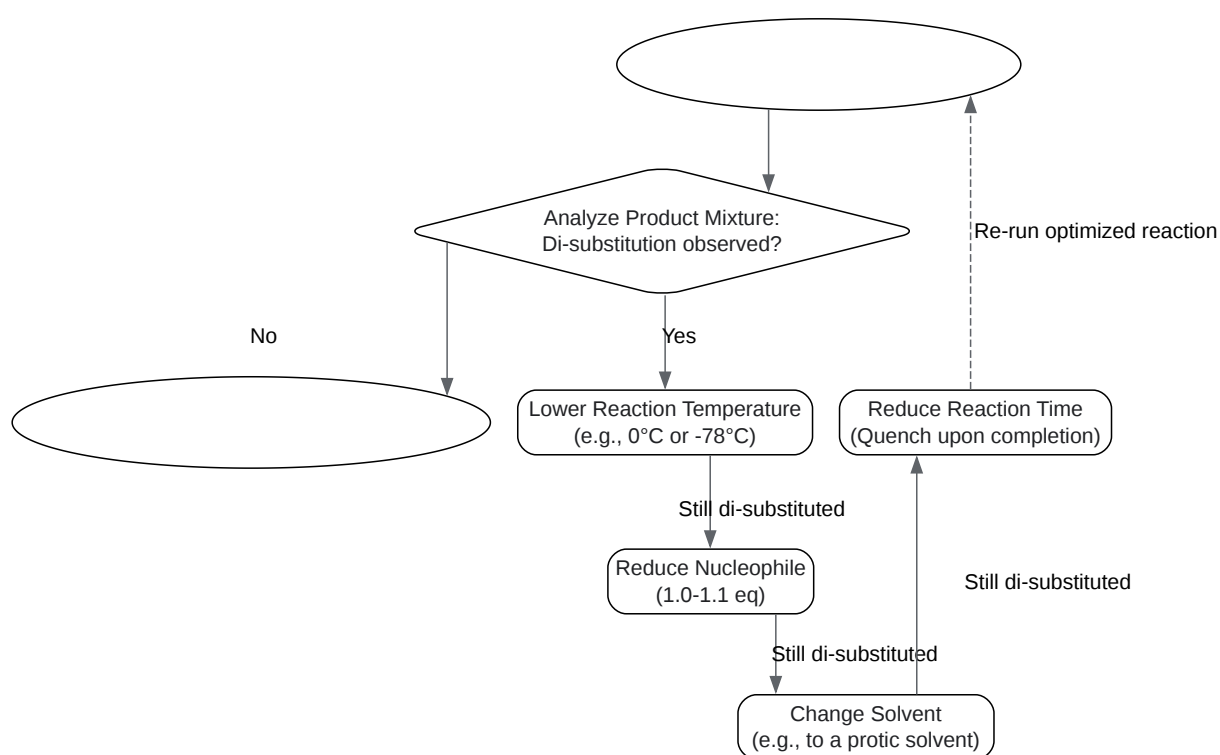 Analyze Product Mixture:
Di-substitution observed?
Re-run optimized reaction
No
Yes
Lower Reaction Temperature
(e.g., 0°C or -78°C)
Reduce Reaction Time
(Quench upon completion)
Still di-substituted
Reduce Nucleophile
(1.0-1.1 eq)
Still di-substituted
Still di-substituted
Change Solvent
(e.g., to a protic solvent)